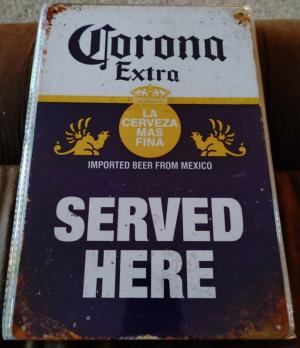 Corona
Extra
LA
CERVEZA
MAS
FINA
IMPORTED BEER FROM MEXICO
SERVED
HERE